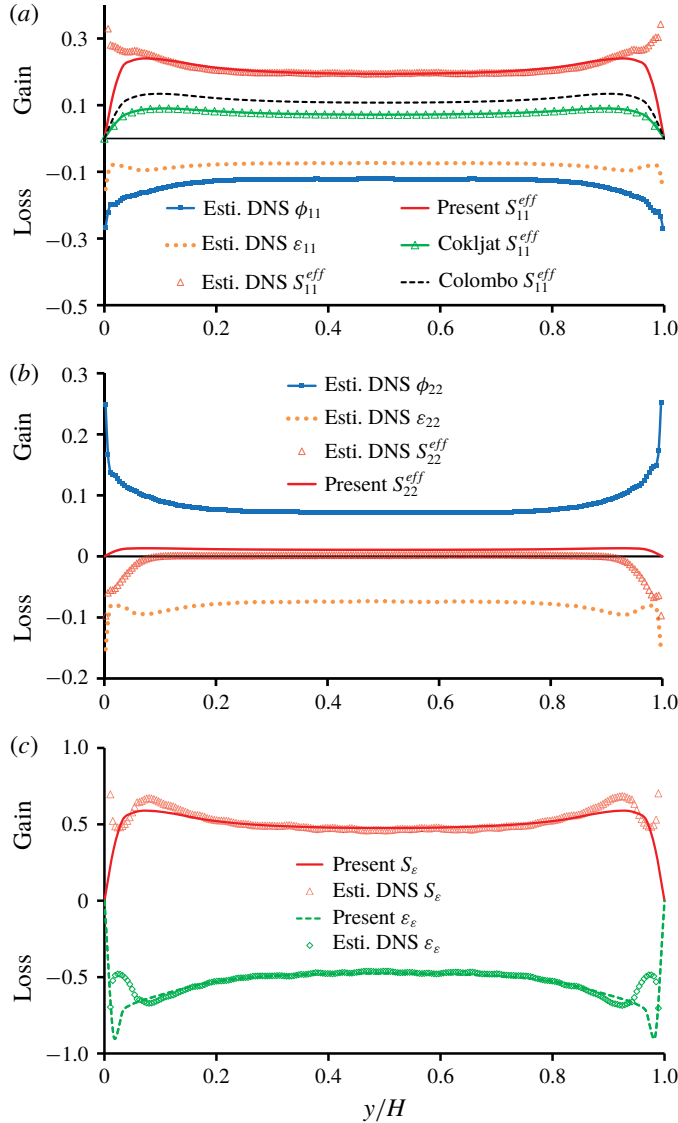 (a)
0.3
0.1
−0.1
−0.3
−0.5
Gain
Loss
Esti. DNS ϕ₁₁
Esti. DNS ε₁₁
Esti. DNS S₁₁ᵉᶠᶠ
Present S₁₁ᵉᶠᶠ
Cokljat S₁₁ᵉᶠᶠ
Colombo S₁₁ᵉᶠᶠ
0 0.2 0.4 0.6 0.8 1.0
(b)
0.3
0.2
0.1
0
−0.1
−0.2
Gain
Loss
Esti. DNS ϕ₂₂
Esti. DNS ε₂₂
Esti. DNS S₂₂ᵉᶠᶠ
Present S₂₂ᵉᶠᶠ
0 0.2 0.4 0.6 0.8 1.0
(c)
1.0
0.5
0
−0.5
−1.0
Gain
Loss
Present Sε
Esti. DNS Sε
Present εε
Esti. DNS εε
0 0.2 0.4 0.6 0.8 1.0
y/H